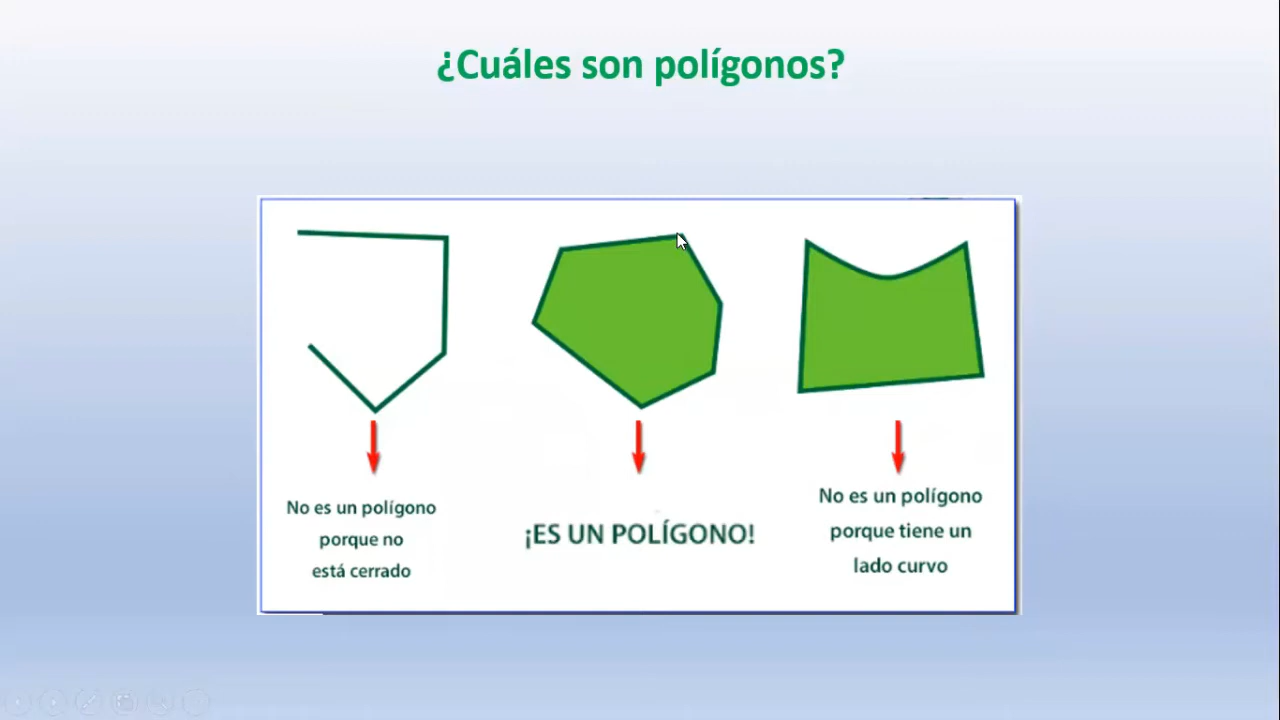 ¿Cuáles son polígonos?
No es un polígono
porque no
está cerrado
¡ES UN POLÍGONO!
No es un polígono
porque tiene un
lado curvo